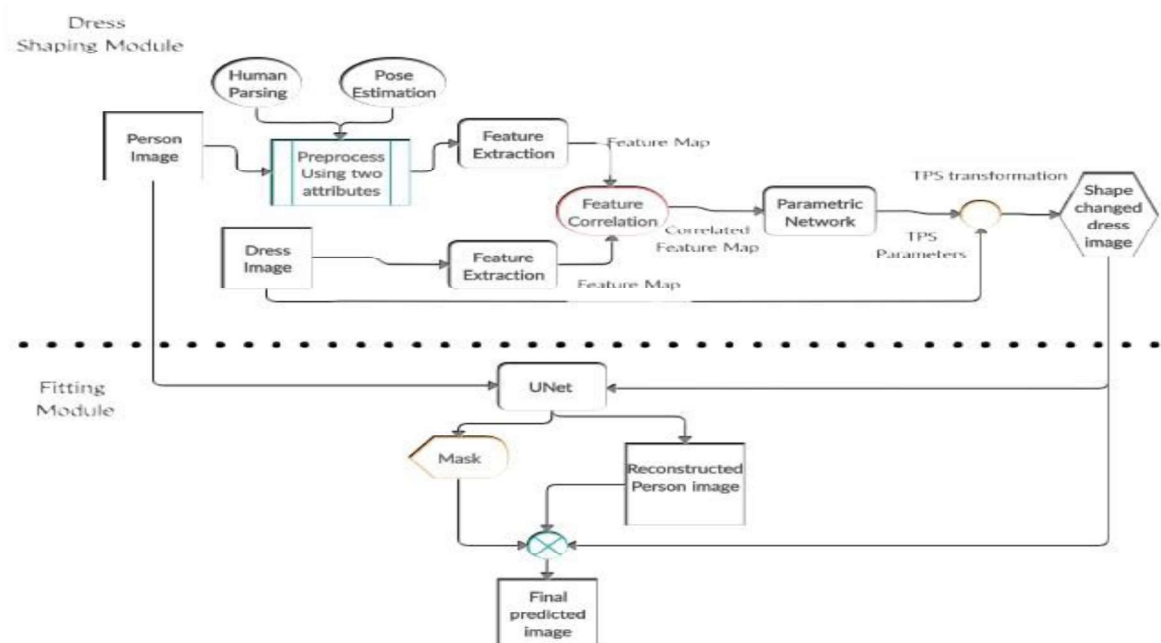 Dress
Shaping Module
Human
Parsing
Pose
Estimation
Person
Image
Preprocess
Using two
attributes
Feature
Extraction
Feature Map
Feature
Correlation
Correlated
Feature Map
Parametric
Network
TPS transformation
TPS
Parameters
Shape
changed
dress
image
Dress
Image
Feature
Extraction
Feature Map
Fitting
Module
UNet
Mask
Reconstructed
Person image
Final
predicted
image